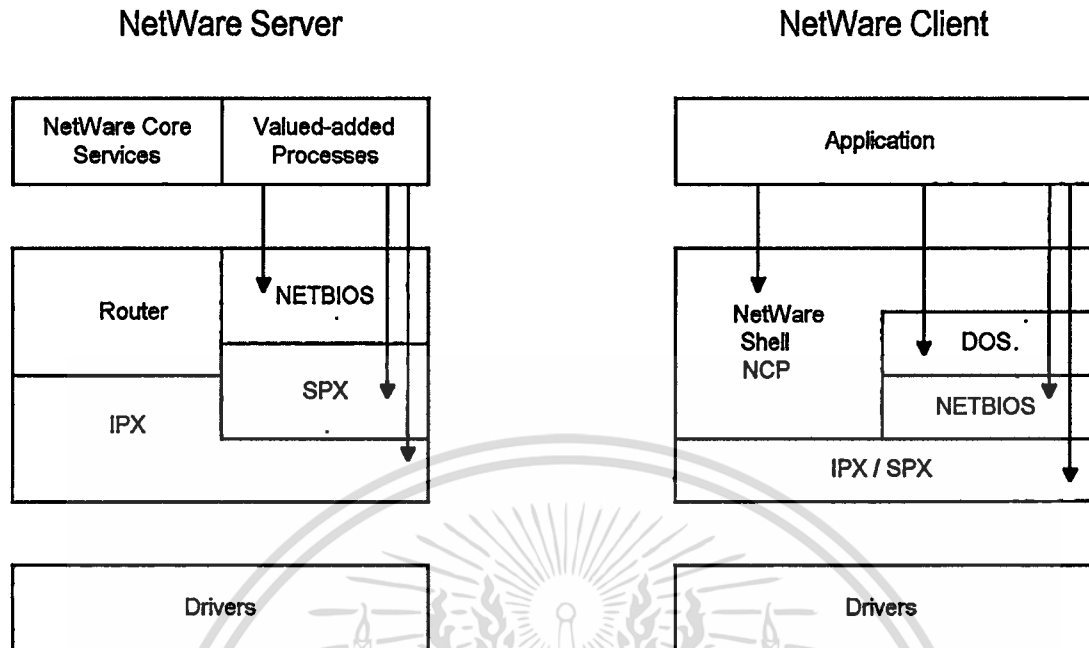 NetWare Server
NetWare Client
NetWare Core
Services
Valued-added
Processes
Application
Router
NETBIOS
SPX
IPX
NetWare
Shell
NCP
DOS.
NETBIOS
IPX / SPX
Drivers
Drivers